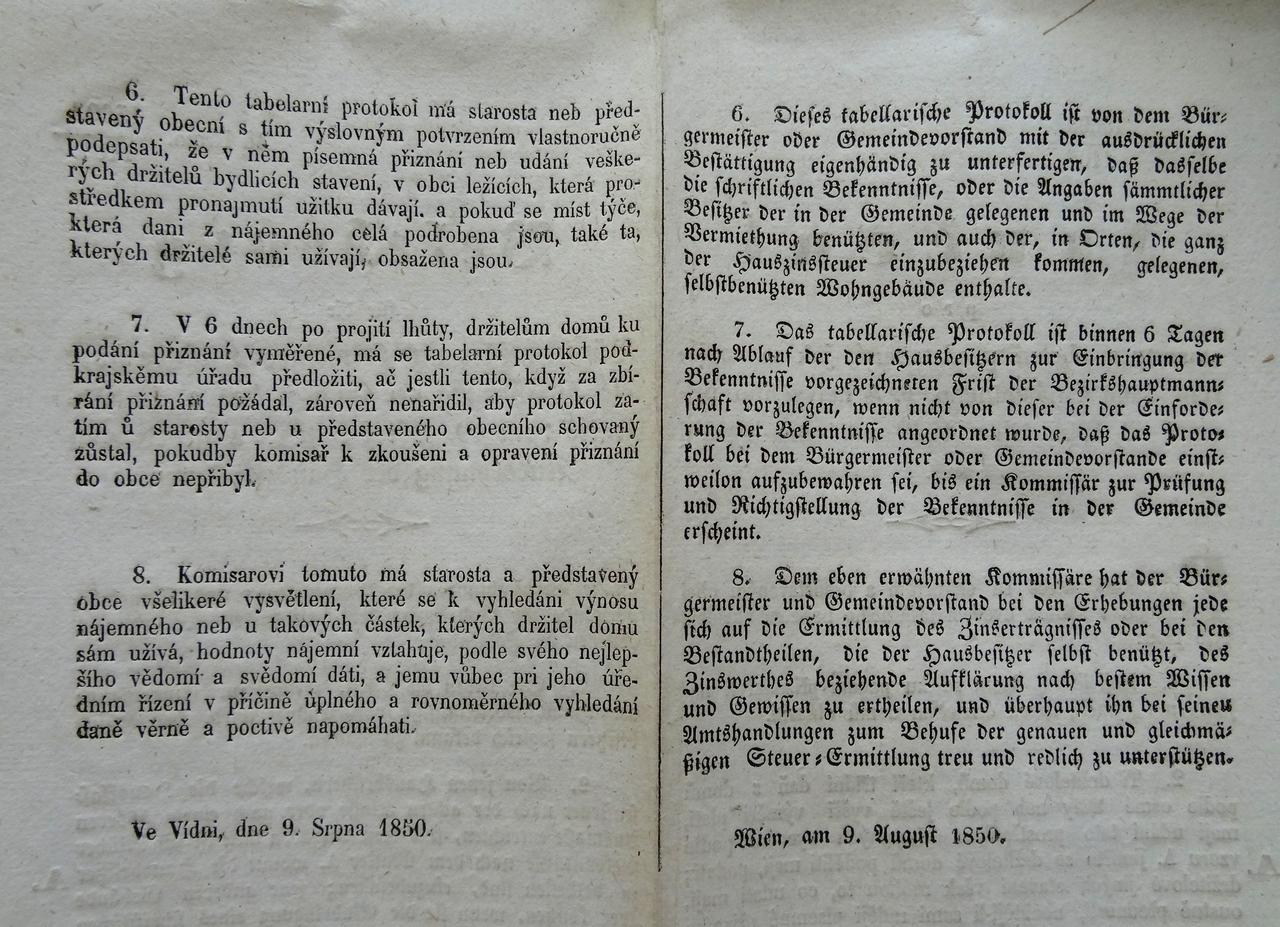 6. Tento tabelarní protokol má starosta neb před-
stavený obecní s tím výslovným potvrzením vlastnoručně
podepsati, že v něm písemná přiznání neb udání veške-
rých držitelů bydlicích stavení, v obci ležících, která pro-
středkem pronajmutí užitku dávají. a pokuď se míst týče,
která dani z nájemného celá podrobena jsou, také ta,
kterých držitelé sami užívají, obsažena jsou.
7. V 6 dnech po projití lhůty, držitelům domů ku
podání přiznání vyměřené, má se tabelarní protokol pod-
krajskému úřadu předložiti, ač jestli tento, když za zbí-
rání přiznání požádal, zároveň nenařídil, aby protokol za-
tím ů starosty neb u představeného obecního schovaný
zůstal, pokudby komisař k zkoušeni a opravení přiznání
do obce nepřibyl.
8. Komisarovi tomuto má starosta a představený
obce všelikeré vysvětlení, které se k vyhledáni výnosu
nájemného neb u takových částek, kterých držitel domu
sám užívá, hodnoty nájemní vztahuje, podle svého nejlep-
šího vědomí a svědomí dáti, a jemu vůbec pri jeho úře-
dním řízení v příčině úplného a rovnoměrného vyhledání
daně věrně a poctivě napomáhati.
Ve Vídni, dne 9. Srpna 1850.
6. Dieses tabellarische Protokoll ist von dem Bür-
germeister oder Gemeindevorstand mit der ausdrücklichen
Bestättigung eigenhändig zu unterfertigen, daß dasselbe
die schriftlichen Bekenntnisse, oder die Angaben sämmtlicher
Besitzer der in der Gemeinde gelegenen und im Wege der
Vermiethung benützten, und auch der, in Orten, die ganz
der Hauszinssteuer einzubeziehen kommen, gelegenen,
selbstbenützten Wohngebäude enthalte.
7. Das tabellarische Protokoll ist binnen 6 Tagen
nach Ablauf der den Hausbesitzern zur Einbringung der
Bekenntnisse vorgezeichneten Frist der Bezirkshauptmann-
schaft vorzulegen, wenn nicht von dieser bei der Einforde-
rung der Bekenntnisse angeordnet wurde, daß das Proto-
koll bei dem Bürgermeister oder Gemeindevorstande einst-
weilon aufzubewahren sei, bis ein Kommissär zur Prüfung
und Richtigstellung der Bekenntnisse in der Gemeinde
erscheint.
8. Dem eben erwähnten Kommissäre hat der Bür-
germeister und Gemeindevorstand bei den Erhebungen jede
sich auf die Ermittlung des Zinserträgnisses oder bei den
Bestandtheilen, die der Hausbesitzer selbst benützt, des
Zinswerthes beziehende Aufklärung nach bestem Wissen
und Gewissen zu ertheilen, und überhaupt ihn bei seinen
Amtshandlungen zum Behufe der genauen und gleichmä-
ßigen Steuer-Ermittlung treu und redlich zu unterstützen.
Wien, am 9. August 1850.